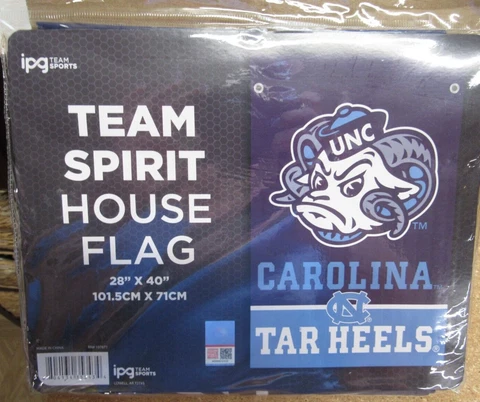 ipg TEAM SPORTS
TEAM
SPIRIT
HOUSE
FLAG
28" X 40"
101.5CM X 71CM
ipg TEAM SPORTS
UNC
TM
CAROLINA
NC
TAR HEELS®